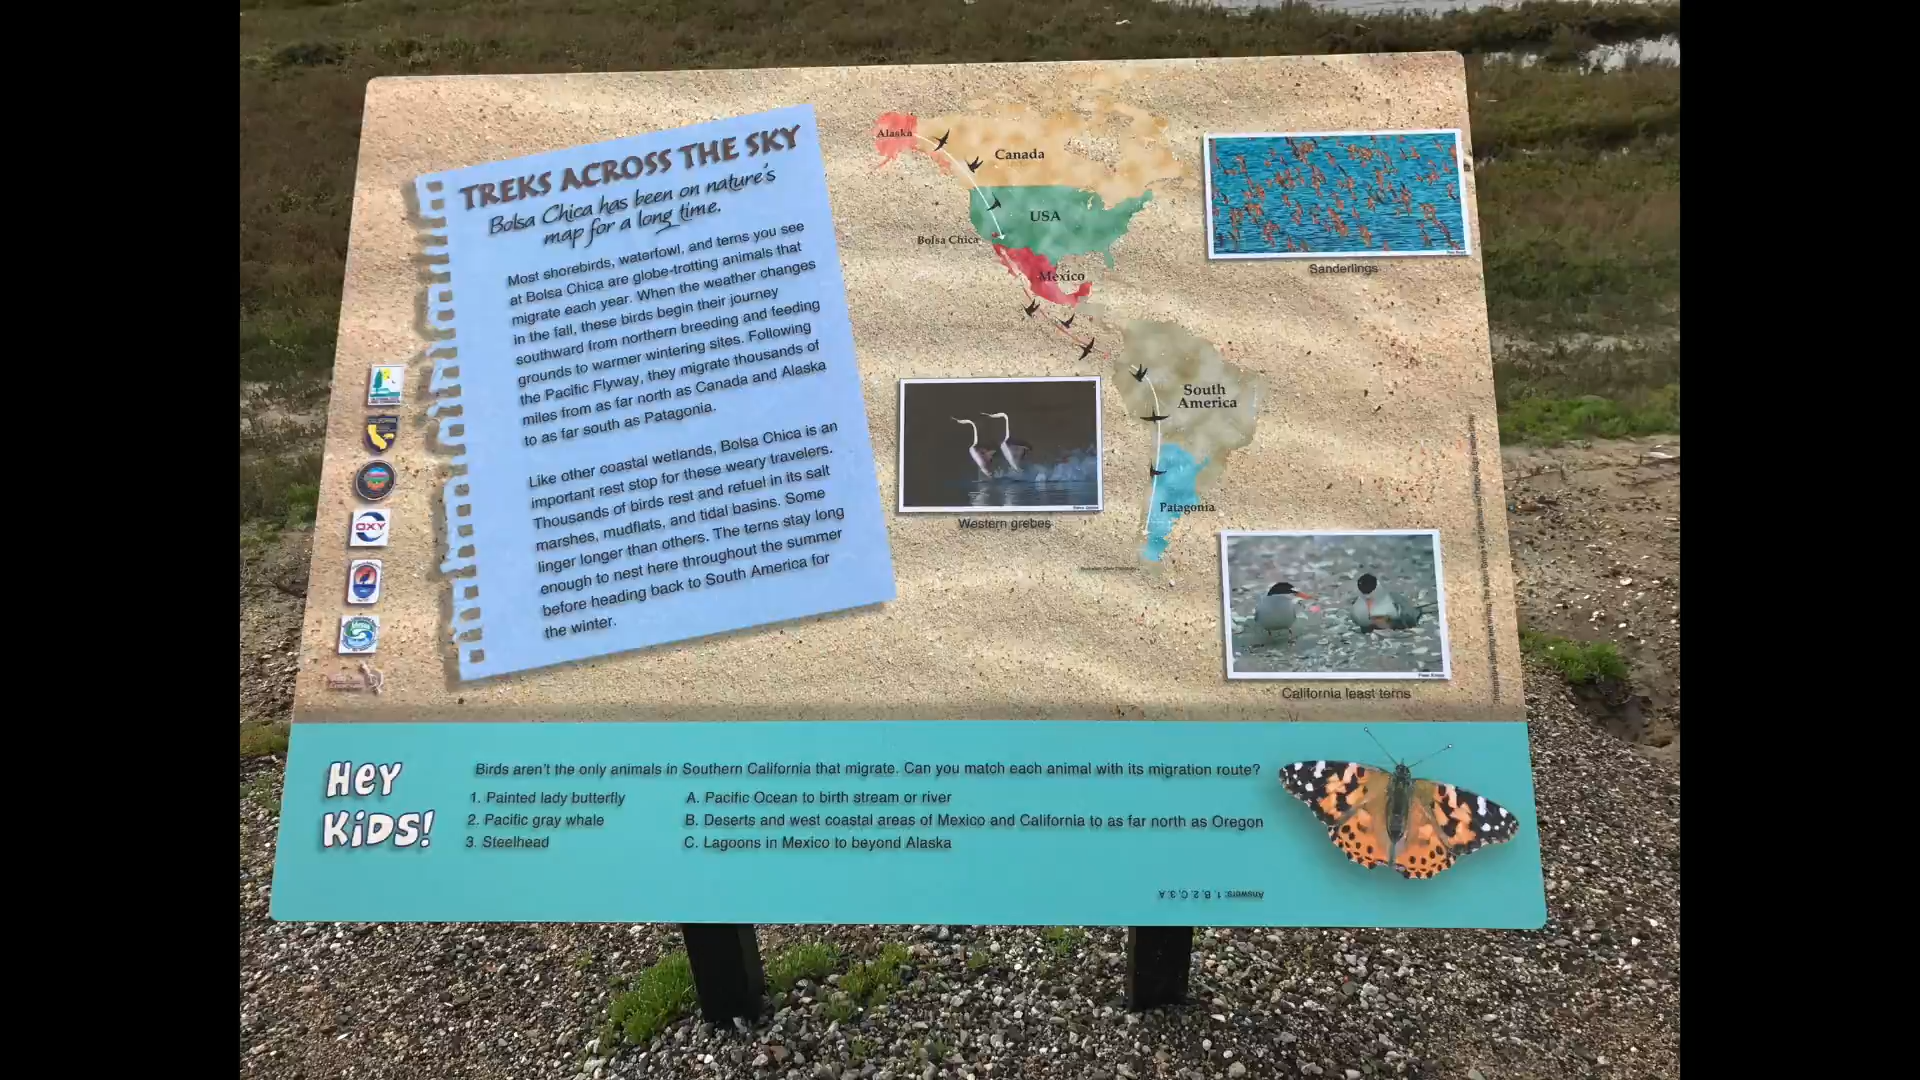 TREKS ACROSS THE SKY
Bolsa Chica has been on nature's
map for a long time.
Most shorebirds, waterfowl, and terns you see
at Bolsa Chica are globe-trotting animals that
migrate each year. When the weather changes
in the fall, these birds begin their journey
southward from northern breeding and feeding
grounds to warmer wintering sites. Following
the Pacific Flyway, they migrate thousands of
miles from as far north as Canada and Alaska
to as far south as Patagonia.
Like other coastal wetlands, Bolsa Chica is an
important rest stop for these weary travelers.
Thousands of birds rest and refuel in its salt
marshes, mudflats, and tidal basins. Some
linger longer than others. The terns stay long
enough to nest here throughout the summer
before heading back to South America for
the winter.
OXY
Alaska
Canada
USA
Bolsa Chica
Mexico
South
America
Patagonia
Sanderlings
Western grebes
California least terns
Hey
Kids!
Birds aren't the only animals in Southern California that migrate. Can you match each animal with its migration route?
1. Painted lady butterfly
2. Pacific gray whale
3. Steelhead
A. Pacific Ocean to birth stream or river
B. Deserts and west coastal areas of Mexico and California to as far north as Oregon
C. Lagoons in Mexico to beyond Alaska
Answers: 1. B, 2. C, 3. A